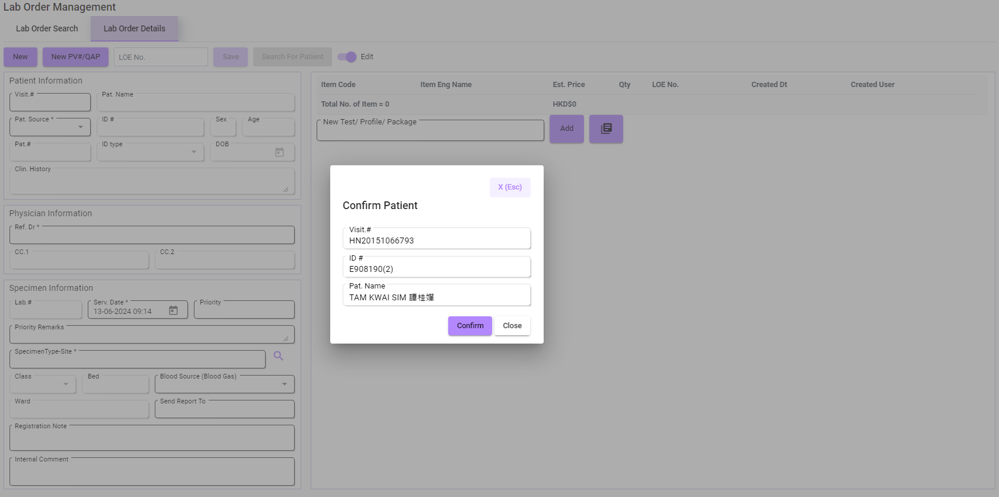 Lab Order Management
Lab Order Search Lab Order Details
New New PV#/QAP LOE No. Save Search For Patient Edit
Patient Information
Visit.# Pat. Name
Pat. Source * ID # Sex Age
Pat.# ID type DOB
Clin. History
Physician Information
Ref. Dr *
CC.1 CC.2
Specimen Information
Lab.# Serv. Date * Priority
13-06-2024 09:14
Priority Remarks
SpecimenType-Site *
Class Bed Blood Source (Blood Gas)
Ward Send Report To
Registration Note
Internal Comment
Item Code Item Eng Name Est. Price Qty LOE No. Created Dt Created User
Total No. of Item = 0 HKD$0
New Test/ Profile/ Package Add
X (Esc)
Confirm Patient
Visit.#
HN20151066793
ID #
E908190(2)
Pat. Name
TAM KWAI SIM 譚桂嬋
Confirm Close